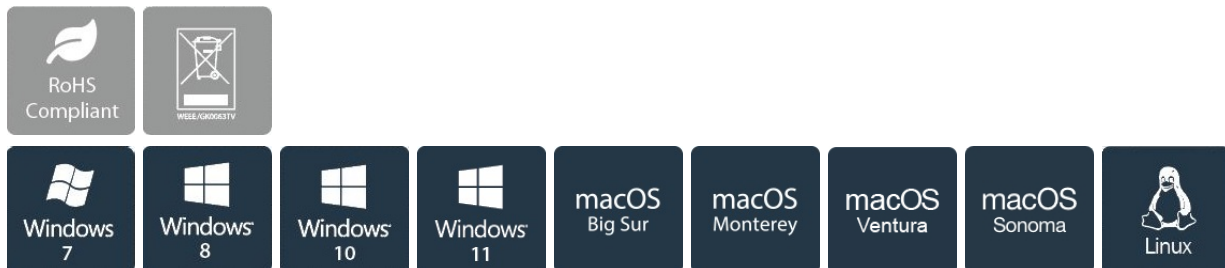 RoHS
Compliant
WEEE/GK0063TV
Windows
7
Windows
8
Windows
10
Windows
11
macOS
Big Sur
macOS
Monterey
macOS
Ventura
macOS
Sonoma
Linux